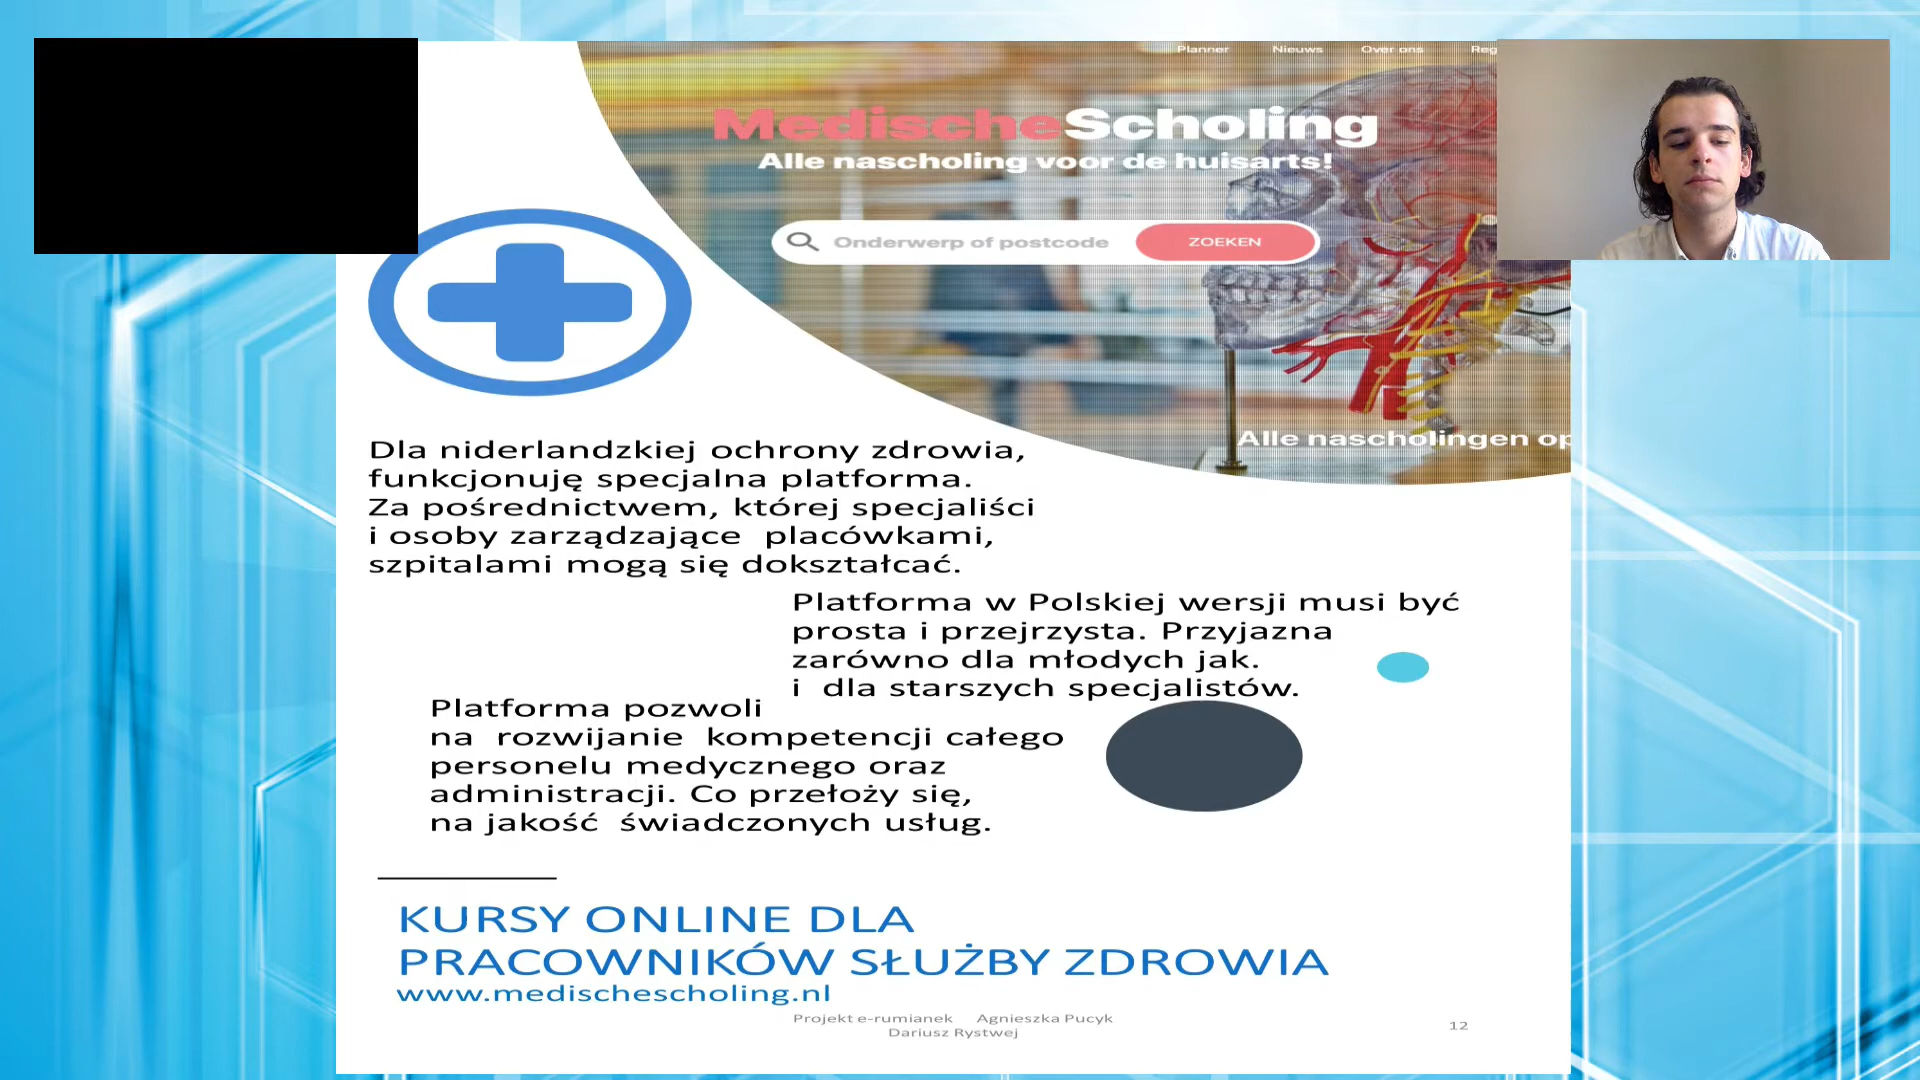 Planner Nieuws Over ons Reg
MedischeScholing
Alle nascholing voor de huisarts!
Onderwerp of postcode ZOEKEN
Alle nascholingen op
Dla niderlandzkiej ochrony zdrowia,
funkcjonuję specjalna platforma.
Za pośrednictwem, której specjaliści
i osoby zarządzające placówkami,
szpitalami mogą się dokształcać.
Platforma w Polskiej wersji musi być
prosta i przejrzysta. Przyjazna
zarówno dla młodych jak.
i dla starszych specjalistów.
Platforma pozwoli
na rozwijanie kompetencji całego
personelu medycznego oraz
administracji. Co przełoży się,
na jakość świadczonych usług.
KURSY ONLINE DLA
PRACOWNIKÓW SŁUŻBY ZDROWIA
www.medischescholing.nl
Projekt e-rumianek Agnieszka Pucyk
Dariusz Rystwej
12